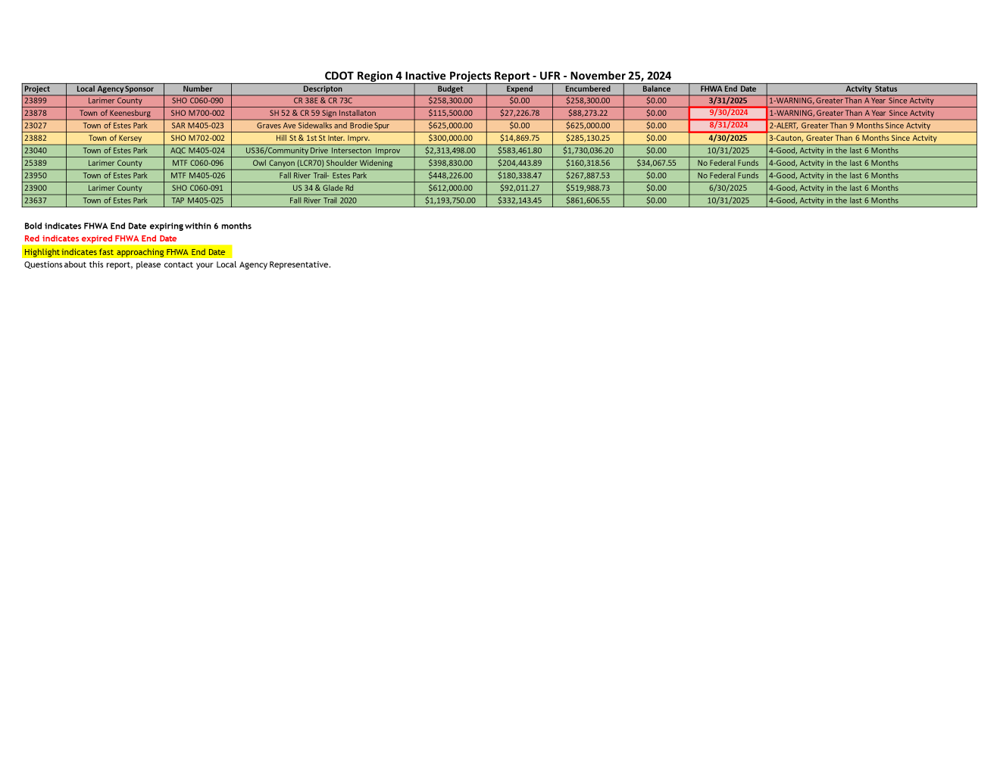 CDOT Region 4 Inactive Projects Report - UFR - November 25, 2024
Project Local Agency Sponsor Number Descripton Budget Expend Encumbered Balance FHWA End Date Actvity Status
23899 Larimer County SHO C060-090 CR 38E & CR 73C $258,300.00 $0.00 $258,300.00 $0.00 3/31/2025 1-WARNING, Greater Than A Year Since Actvity
23878 Town of Keenesburg SHO M700-002 SH 52 & CR 59 Sign Installaton $115,500.00 $27,226.78 $88,273.22 $0.00 9/30/2024 1-WARNING, Greater Than A Year Since Actvity
23027 Town of Estes Park SAR M405-023 Graves Ave Sidewalks and Brodie Spur $625,000.00 $0.00 $625,000.00 $0.00 8/31/2024 2-ALERT, Greater Than 9 Months Since Actvity
23882 Town of Kersey SHO M702-002 Hill St & 1st St Inter. Imprv. $300,000.00 $14,869.75 $285,130.25 $0.00 4/30/2025 3-Cauton, Greater Than 6 Months Since Actvity
23040 Town of Estes Park AQC M405-024 US36/Community Drive Intersecton Improv $2,313,498.00 $583,461.80 $1,730,036.20 $0.00 10/31/2025 4-Good, Actvity in the last 6 Months
25389 Larimer County MTF C060-096 Owl Canyon (LCR70) Shoulder Widening $398,830.00 $204,443.89 $160,318.56 $34,067.55 No Federal Funds 4-Good, Actvity in the last 6 Months
23950 Town of Estes Park MTF M405-026 Fall River Trail- Estes Park $448,226.00 $180,338.47 $267,887.53 $0.00 No Federal Funds 4-Good, Actvity in the last 6 Months
23900 Larimer County SHO C060-091 US 34 & Glade Rd $612,000.00 $92,011.27 $519,988.73 $0.00 6/30/2025 4-Good, Actvity in the last 6 Months
23637 Town of Estes Park TAP M405-025 Fall River Trail 2020 $1,193,750.00 $332,143.45 $861,606.55 $0.00 10/31/2025 4-Good, Actvity in the last 6 Months
Bold indicates FHWA End Date expiring within 6 months
Red indicates expired FHWA End Date
Highlight indicates fast approaching FHWA End Date
Questions about this report, please contact your Local Agency Representative.